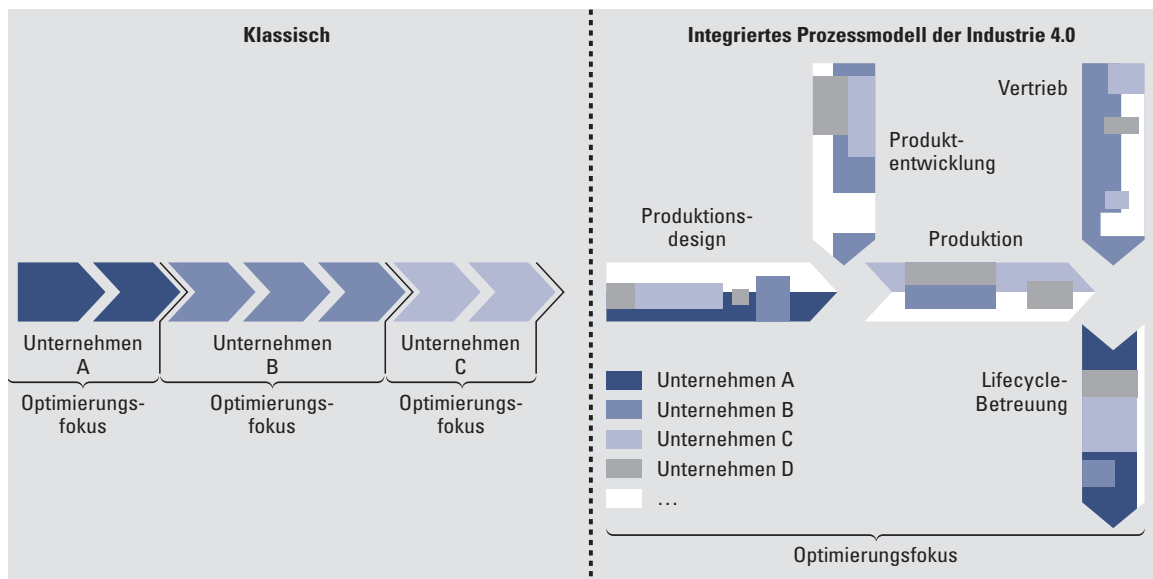 Klassisch
Unternehmen
A
Unternehmen
B
Unternehmen
C
Optimierungs-
fokus
Optimierungs-
fokus
Optimierungs-
fokus
Integriertes Prozessmodell der Industrie 4.0
Vertrieb
Produkt-
entwicklung
Produktions-
design
Produktion
Lifecycle-
Betreuung
Unternehmen A
Unternehmen B
Unternehmen C
Unternehmen D
…
Optimierungsfokus